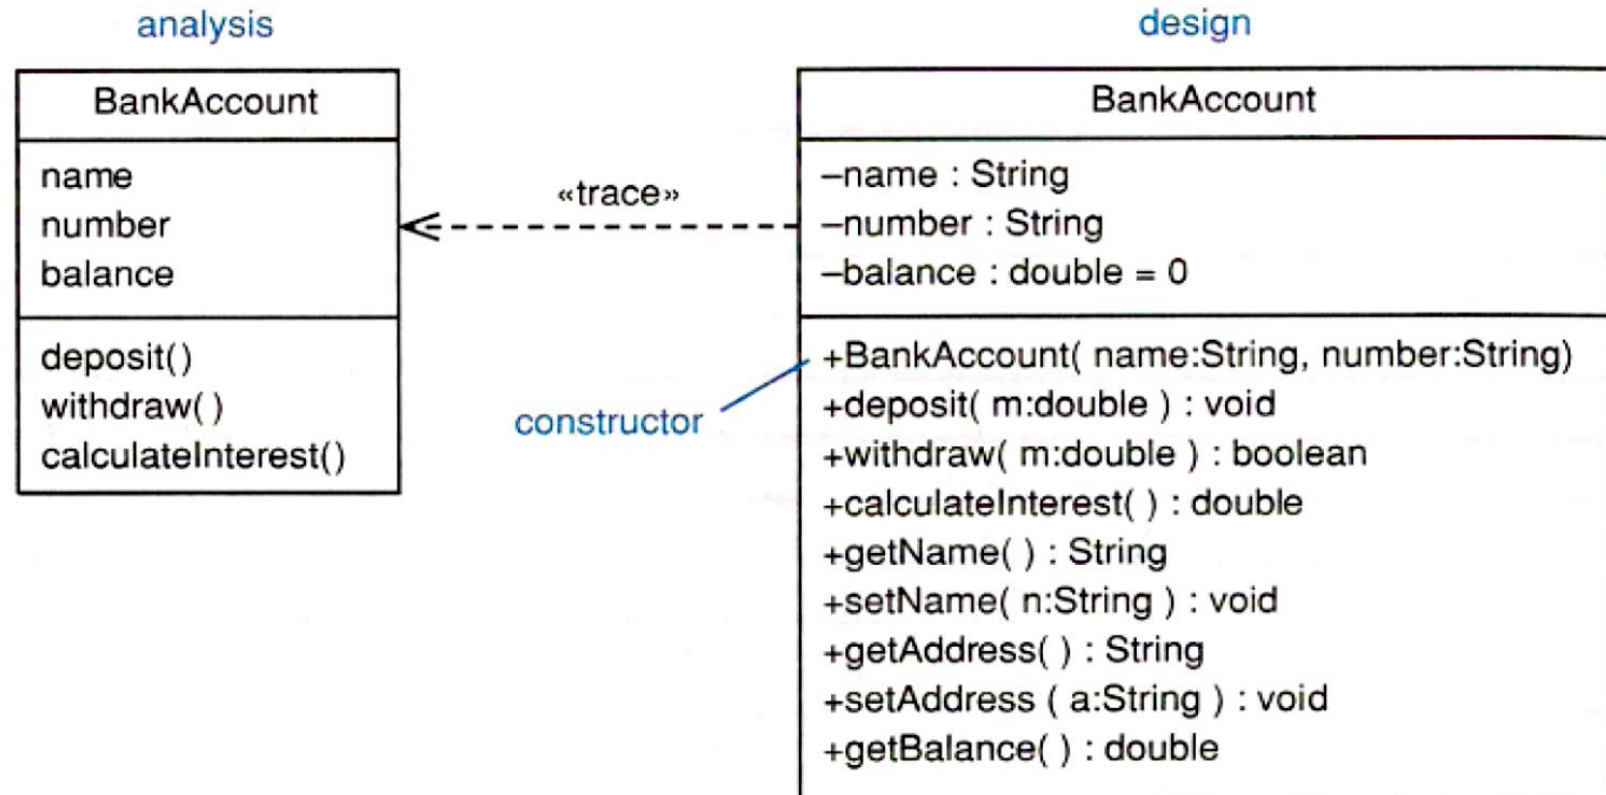 analysis
BankAccount
name
number
balance
deposit()
withdraw( )
calculateInterest()
«trace»
constructor
design
BankAccount
–name : String
–number : String
–balance : double = 0
+BankAccount( name:String, number:String)
+deposit( m:double ) : void
+withdraw( m:double ) : boolean
+calculateInterest( ) : double
+getName( ) : String
+setName( n:String ) : void
+getAddress( ) : String
+setAddress ( a:String ) : void
+getBalance( ) : double